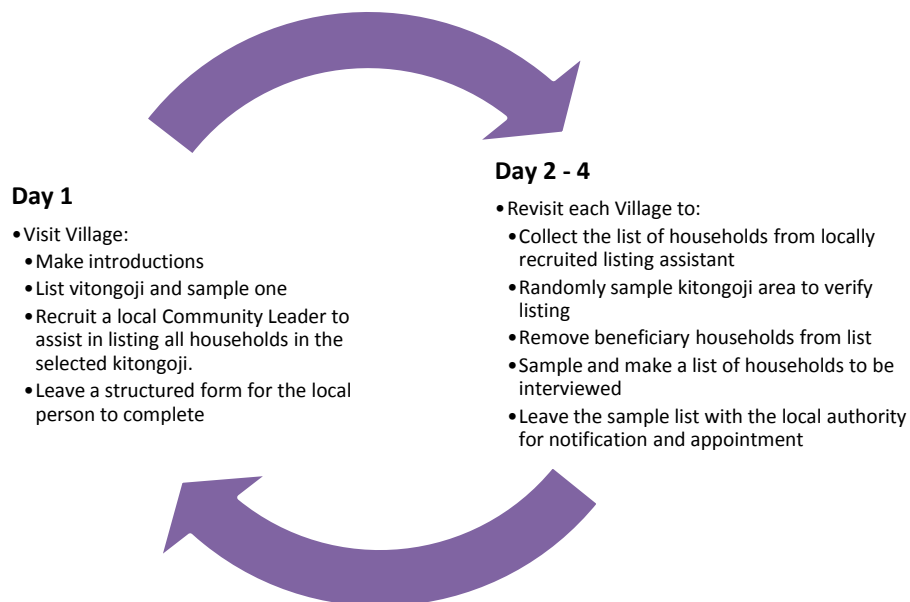 Day 1
•Visit Village:
•Make introductions
•List vitongoji and sample one
•Recruit a local Community Leader to
assist in listing all households in the
selected kitongoji.
•Leave a structured form for the local
person to complete
Day 2 - 4
•Revisit each Village to:
•Collect the list of households from locally
recruited listing assistant
•Randomly sample kitongoji area to verify
listing
•Remove beneficiary households from list
•Sample and make a list of households to be
interviewed
•Leave the sample list with the local authority
for notification and appointment